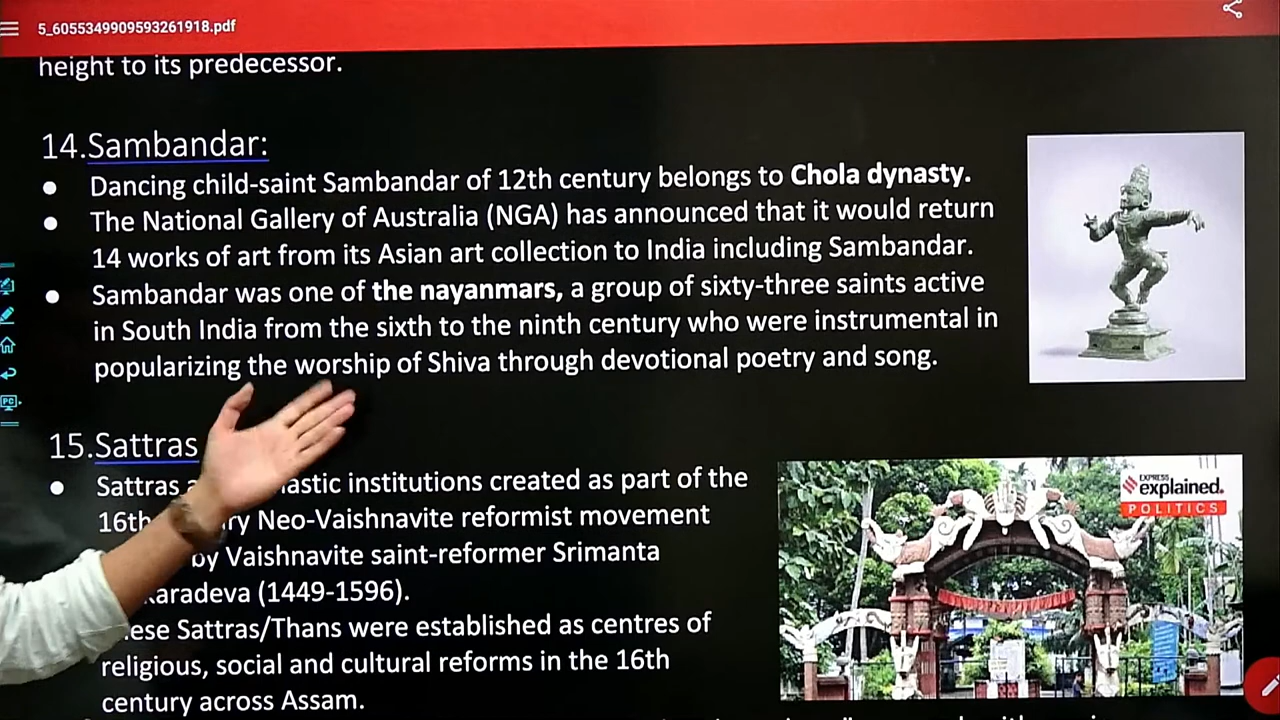 5_6055349909593261918.pdf
height to its predecessor.
14.Sambandar:
● Dancing child-saint Sambandar of 12th century belongs to Chola dynasty.
● The National Gallery of Australia (NGA) has announced that it would return
14 works of art from its Asian art collection to India including Sambandar.
● Sambandar was one of the nayanmars, a group of sixty-three saints active
in South India from the sixth to the ninth century who were instrumental in
popularizing the worship of Shiva through devotional poetry and song.
15.Sattras
● Sattras institutions created as part of the
16th Neo-Vaishnavite reformist movement
by Vaishnavite saint-reformer Srimanta
(1449-1596).
Sattras/Thans were established as centres of
religious, social and cultural reforms in the 16th
century across Assam.
EXPRESS
explained.
POLITICS
PC